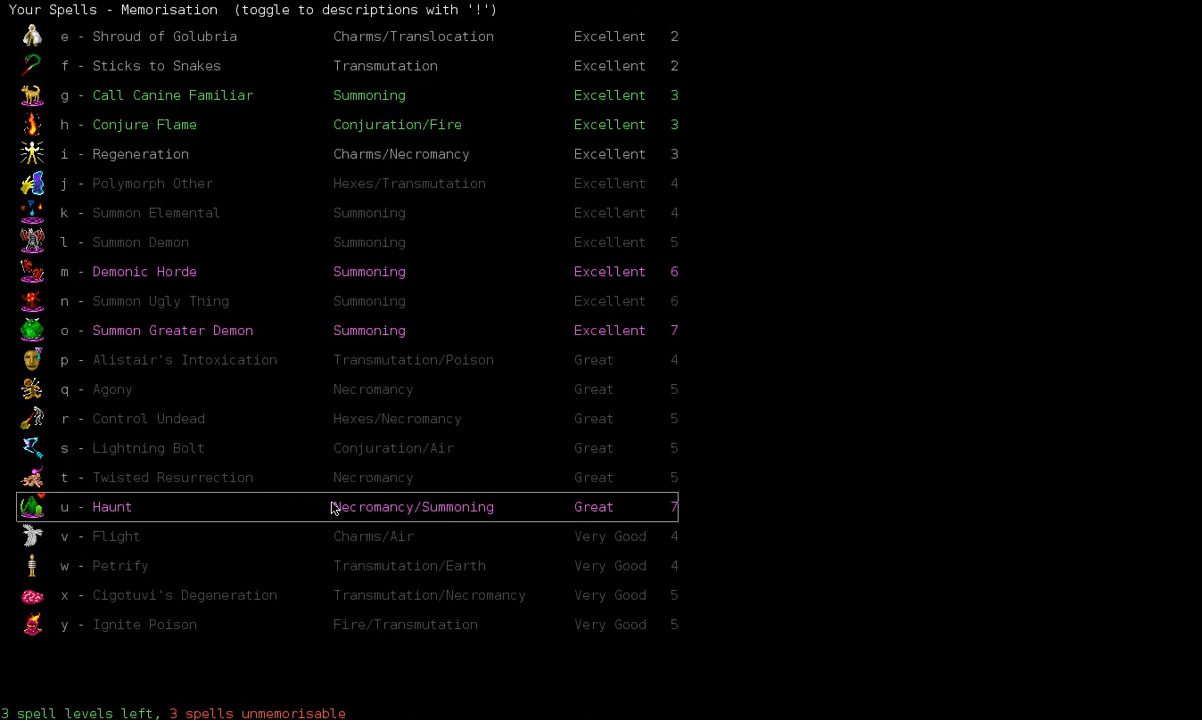 Your Spells - Memorisation (toggle to descriptions with '!')
e - Shroud of Golubria Charms/Translocation Excellent 2
f - Sticks to Snakes Transmutation Excellent 2
g - Call Canine Familiar Summoning Excellent 3
h - Conjure Flame Conjuration/Fire Excellent 3
i - Regeneration Charms/Necromancy Excellent 3
j - Polymorph Other Hexes/Transmutation Excellent 4
k - Summon Elemental Summoning Excellent 4
l - Summon Demon Summoning Excellent 5
m - Demonic Horde Summoning Excellent 6
n - Summon Ugly Thing Summoning Excellent 6
o - Summon Greater Demon Summoning Excellent 7
p - Alistair's Intoxication Transmutation/Poison Great 4
q - Agony Necromancy Great 5
r - Control Undead Hexes/Necromancy Great 5
s - Lightning Bolt Conjuration/Air Great 5
t - Twisted Resurrection Necromancy Great 5
u - Haunt Necromancy/Summoning Great 7
v - Flight Charms/Air Very Good 4
w - Petrify Transmutation/Earth Very Good 4
x - Cigotuvi's Degeneration Transmutation/Necromancy Very Good 5
y - Ignite Poison Fire/Transmutation Very Good 5
3 spell levels left, 3 spells unmemorisable